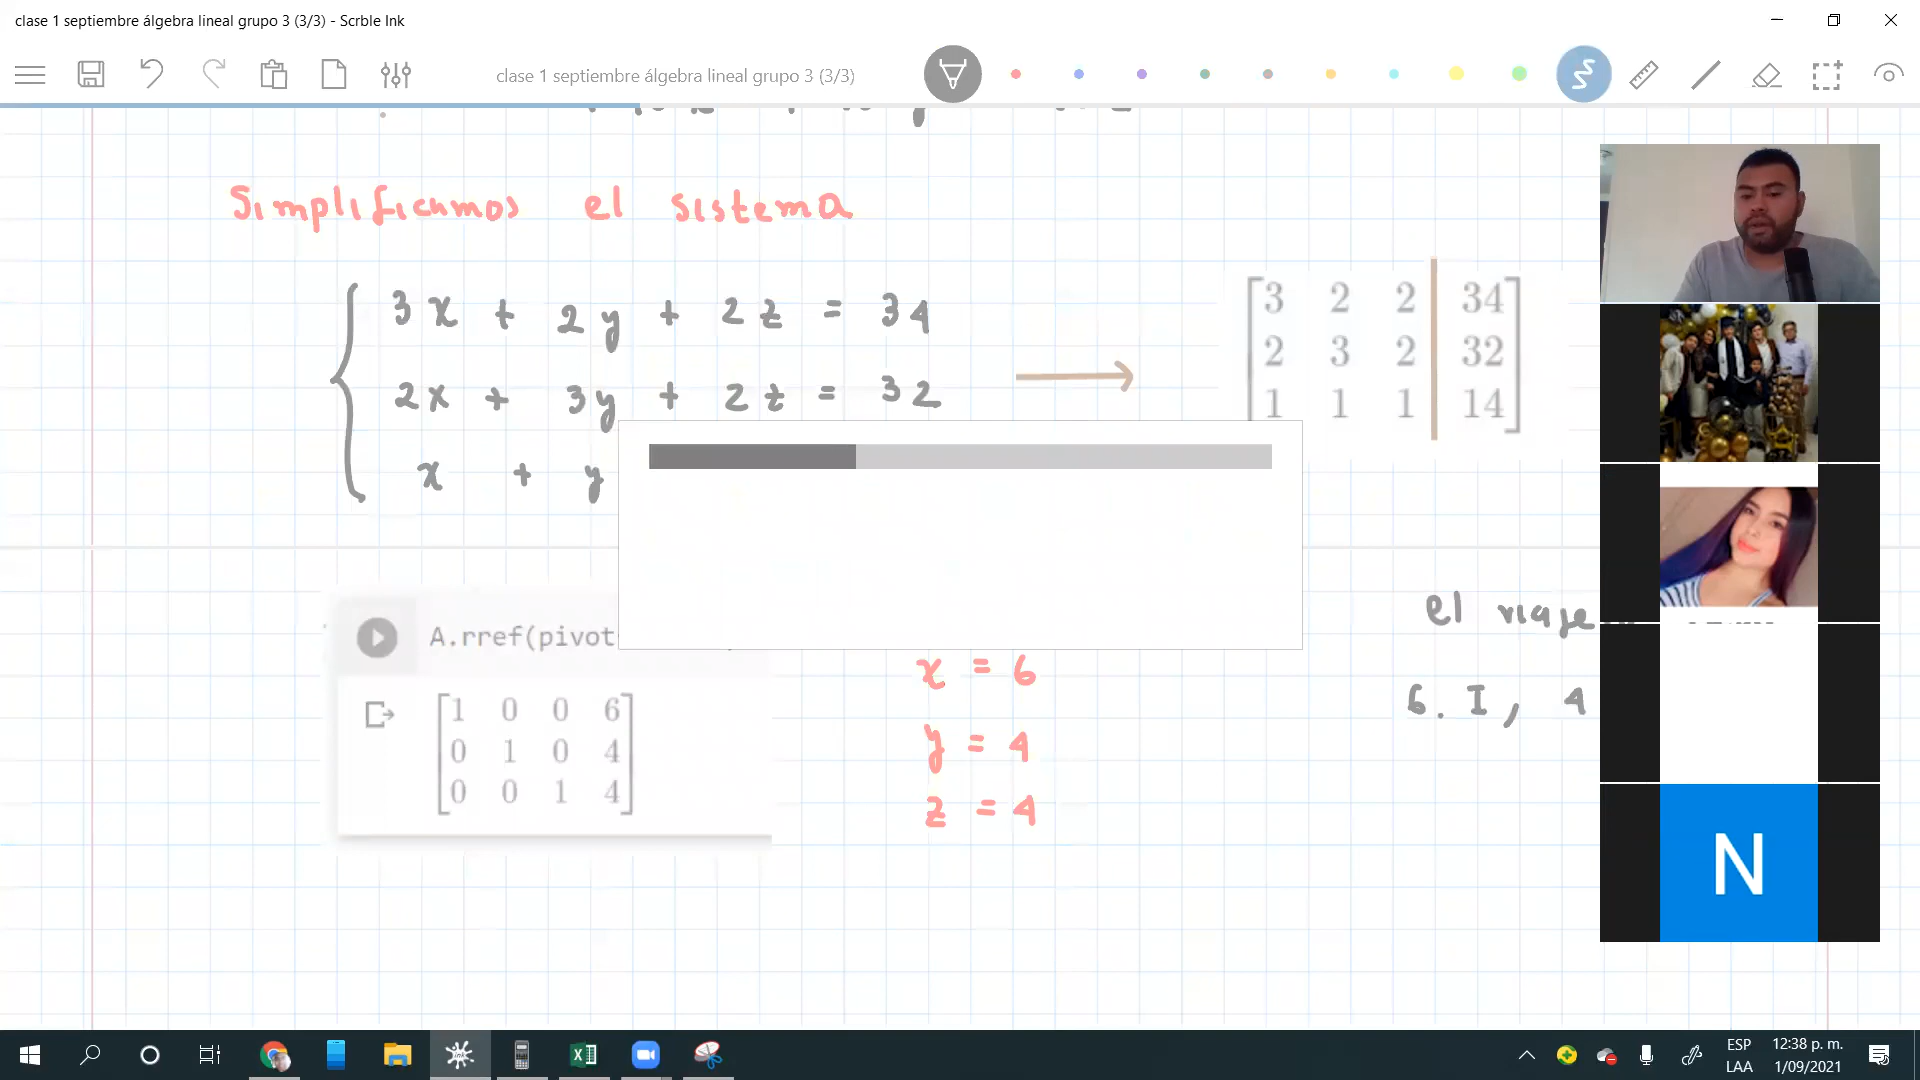 clase 1 septiembre álgebra lineal grupo 3 (3/3) - Scrble Ink
clase 1 septiembre álgebra lineal grupo 3 (3/3)
Simplificamos el sistema
3x + 2y + 2z = 34
2x + 3y + 2z = 32
x + y
3 2 2 34
2 3 2 32
1 1 1 14
A.rref(pivot
1 0 0 6
0 1 0 4
0 0 1 4
x = 6
y = 4
z = 4
el viaje
6. I, 4
N
ESP
LAA
12:38 p. m.
1/09/2021